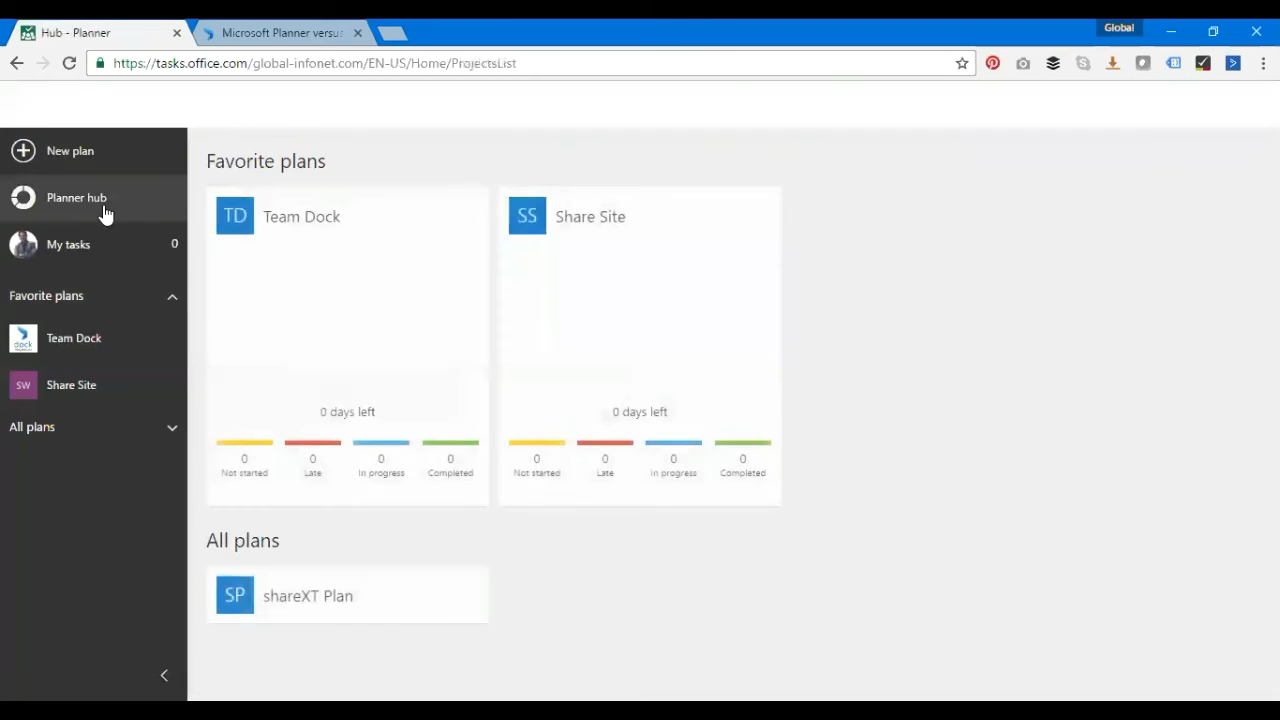 Hub - Planner
Microsoft Planner versus
Global
https://tasks.office.com/global-infonet.com/EN-US/Home/ProjectsList
New plan
Planner hub
My tasks 0
Favorite plans
Team Dock
SW Share Site
All plans
Favorite plans
TD Team Dock
0 days left
0 0 0 0
Not started Late In progress Completed
SS Share Site
0 days left
0 0 0 0
Not started Late In progress Completed
All plans
SP shareXT Plan